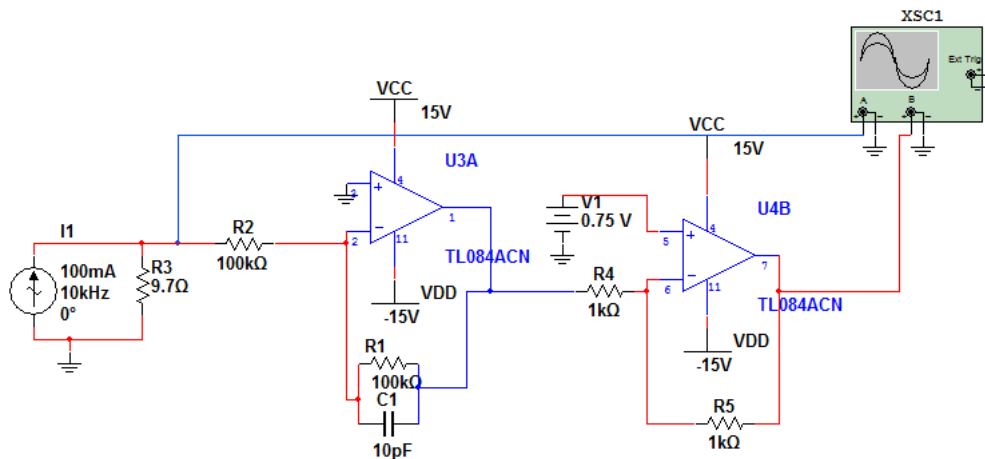 XSC1
Ext Trig
+
-
A
B
+ -
+ -
VCC
15V
VCC
15V
U3A
4
3
+
-
2
1
11
TL084ACN
VDD
-15V
I1
100mA
10kHz
0°
R3
9.7Ω
R2
100kΩ
R1
100kΩ
C1
10pF
V1
0.75 V
U4B
4
5
+
-
6
7
11
TL084ACN
VDD
-15V
R4
1kΩ
R5
1kΩ